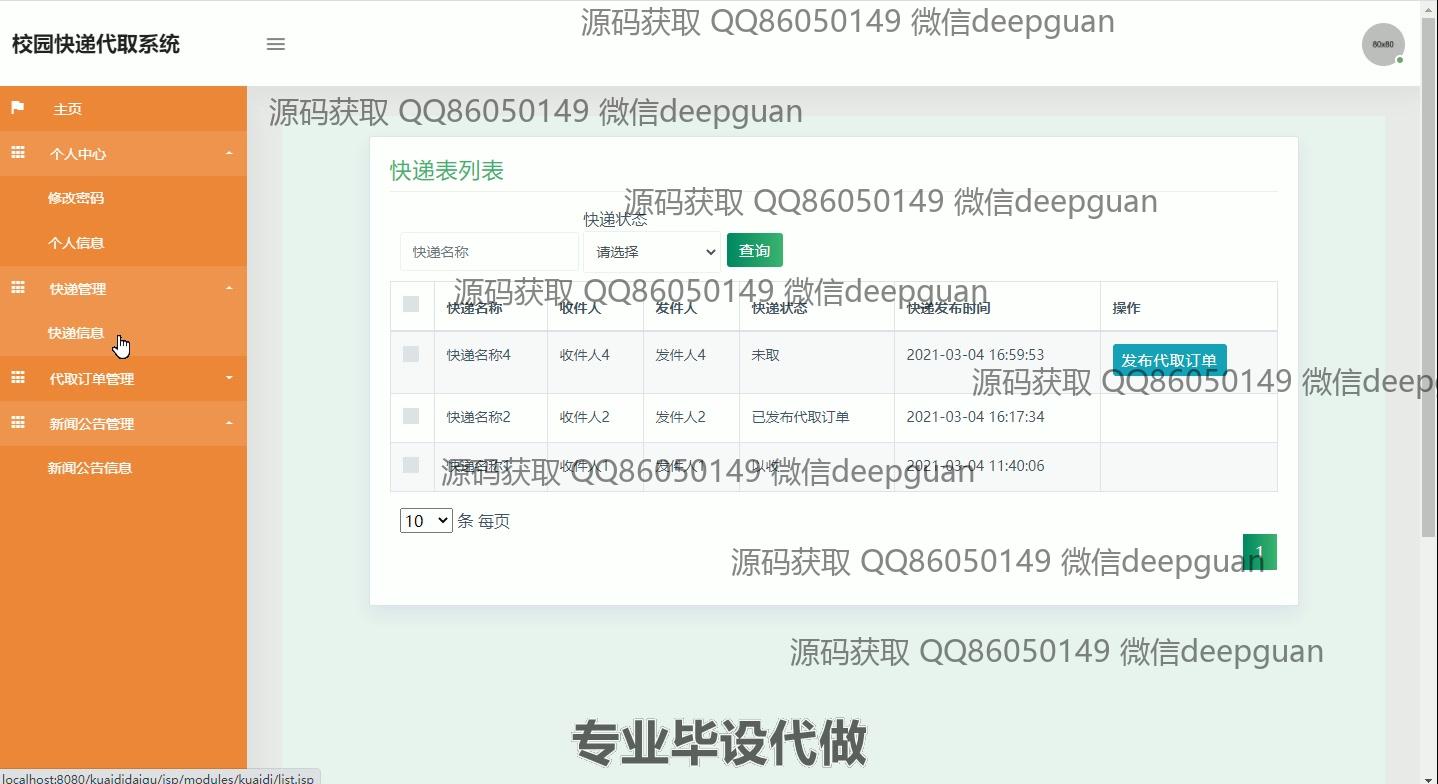 源码获取 QQ86050149 微信deepguan
校园快递代取系统
80x80
主页
源码获取 QQ86050149 微信deepguan
个人中心
快递表列表
修改密码
源码获取 QQ86050149 微信deepguan
快递状态
个人信息
快递名称 请选择 查询
快递管理
源码获取 QQ86050149 微信deepguan
快递名称 收件人 发件人 快递状态 快递发布时间 操作
快递信息
快递名称4 收件人4 发件人4 未取 2021-03-04 16:59:53 发布代取订单
代取订单管理
源码获取 QQ86050149 微信deep
快递名称2 收件人2 发件人2 已发布代取订单 2021-03-04 16:17:34
新闻公告管理
新闻公告信息
快递名称1 收件人1 发件人1 以收 2021-03-04 11:40:06
源码获取 QQ86050149 微信deepguan
10 条 每页
1
源码获取 QQ86050149 微信deepguan
源码获取 QQ86050149 微信deepguan
专业毕设代做
localhost:8080/kuaididaiqu/jsp/modules/kuaidi/list.jsp